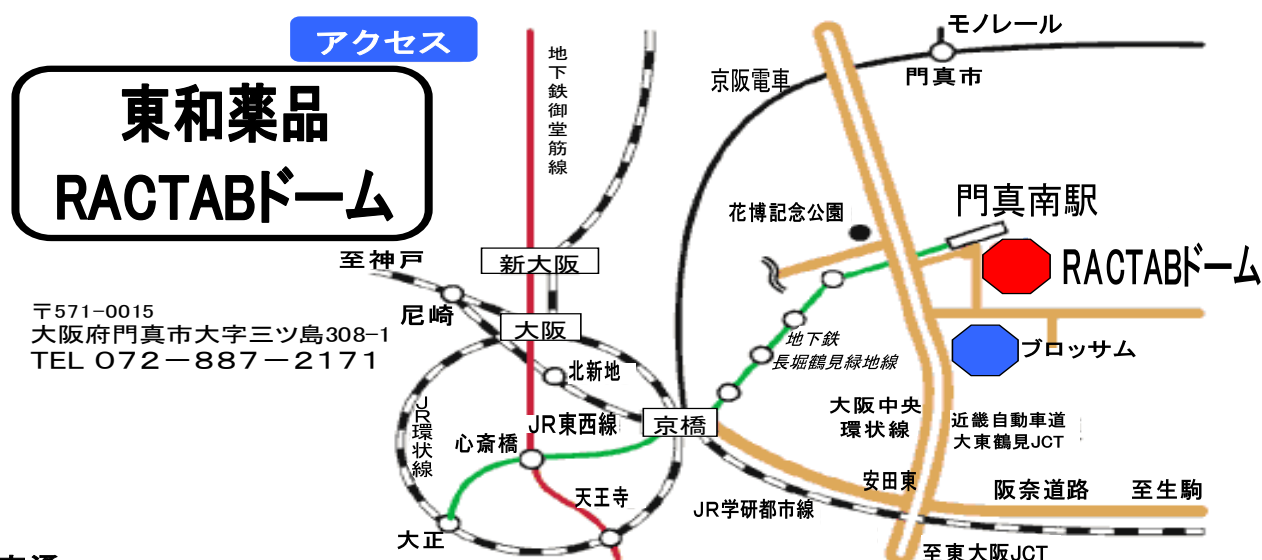 アクセス
東和薬品
RACTABドーム
〒571-0015
大阪府門真市大字三ツ島308-1
TEL 072-887-2171
地下鉄御堂筋線
モノレール
京阪電車
門真市
花博記念公園
門真南駅
RACTABドーム
至神戸
新大阪
尼崎
大阪
北新地
地下鉄
長堀鶴見緑地線
ブロッサム
JR環状線
JR東西線
京橋
心斎橋
大阪中央
環状線
近畿自動車道
大東鶴見JCT
天王寺
安田東
阪奈道路
至生駒
JR学研都市線
大正
至東大阪JCT